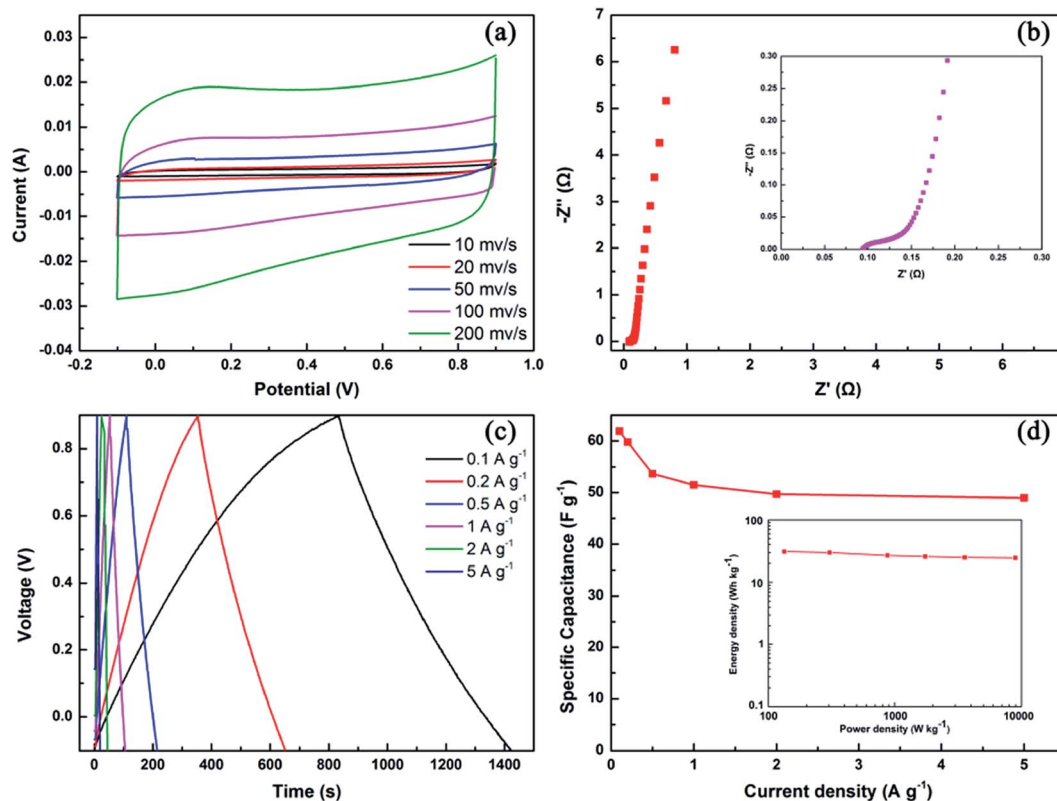 (a)
0.03
0.02
0.01
0.00
-0.01
-0.02
-0.03
-0.04
Current (A)
10 mv/s
20 mv/s
50 mv/s
100 mv/s
200 mv/s
0.0 0.2 0.4 0.6 0.8 1.0
Potential (V)
(b)
7
6
5
4
3
2
1
0
-Z'' (Ω)
0.30
0.25
0.20
0.15
0.10
0.05
0.00
-Z'' (Ω)
0.00 0.05 0.10 0.15 0.20 0.25 0.30
Z' (Ω)
0 1 2 3 4 5 6
Z' (Ω)
(c)
0.8
0.4
0.0
Voltage (V)
0.1 A g⁻¹
0.2 A g⁻¹
0.5 A g⁻¹
1 A g⁻¹
2 A g⁻¹
5 A g⁻¹
0 200 400 600 800 1000 1200 1400
Time (s)
(d)
60
50
40
30
20
10
0
Specific Capacitance (F g⁻¹)
100
10
1
0.1
Energy density (Wh kg⁻¹)
100 1000 10000
Power density (W kg⁻¹)
0 1 2 3 4 5
Current density (A g⁻¹)